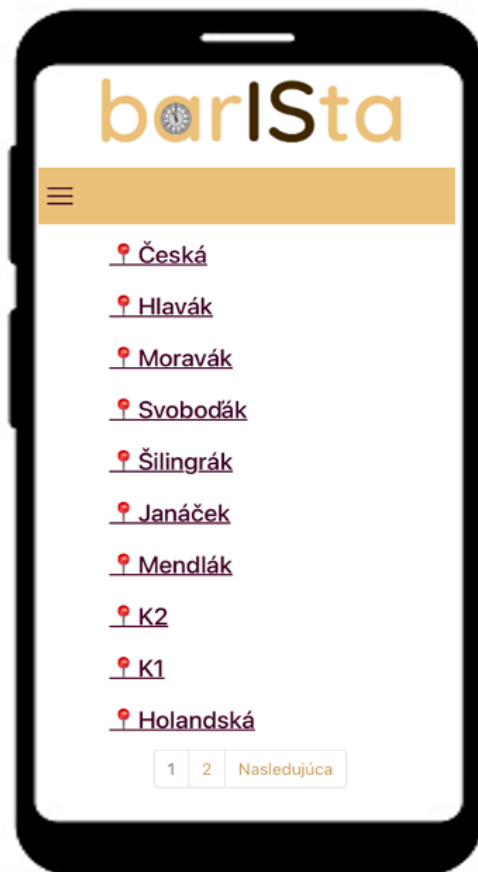 barISta
Česká
Hlavák
Moravák
Svoboďák
Šilingrák
Janáček
Mendlák
K2
K1
Holandská
1 2 Nasledujúca